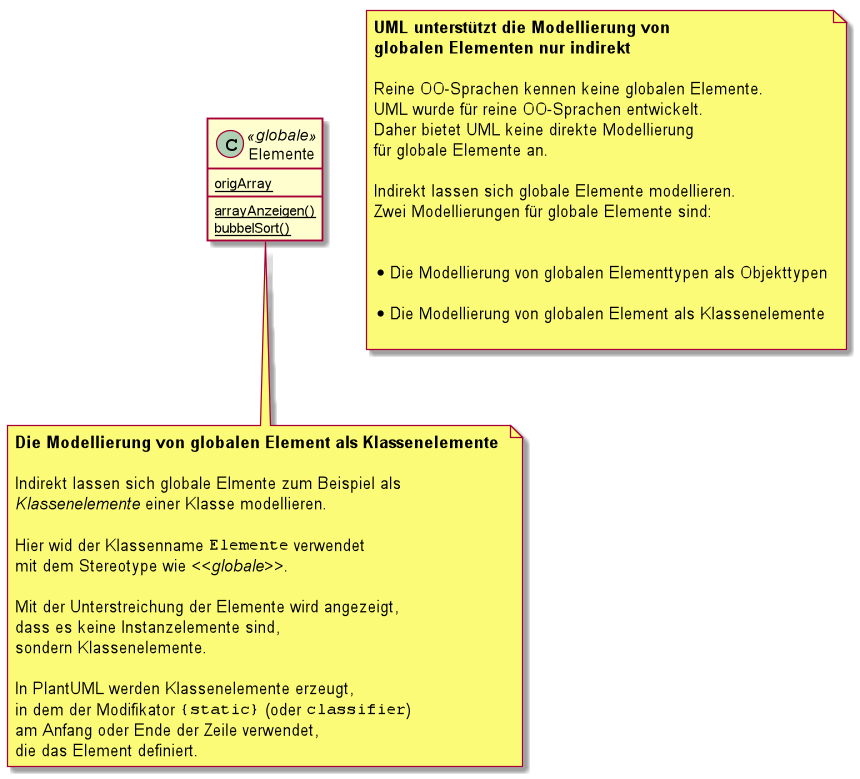 UML unterstützt die Modellierung von
globalen Elementen nur indirekt
Reine OO-Sprachen kennen keine globalen Elemente.
UML wurde für reine OO-Sprachen entwickelt.
Daher bietet UML keine direkte Modellierung
für globale Elemente an.
Indirekt lassen sich globale Elemente modellieren.
Zwei Modellierungen für globale Elemente sind:
• Die Modellierung von globalen Elementtypen als Objekttypen
• Die Modellierung von globalen Element als Klassenelemente
C «globale»
Elemente
origArray
arrayAnzeigen()
bubbelSort()
Die Modellierung von globalen Element als Klassenelemente
Indirekt lassen sich globale Elmente zum Beispiel als
Klassenelemente einer Klasse modellieren.
Hier wid der Klassenname Elemente verwendet
mit dem Stereotype wie <<globale>>.
Mit der Unterstreichung der Elemente wird angezeigt,
dass es keine Instanzelemente sind,
sondern Klassenelemente.
In PlantUML werden Klassenelemente erzeugt,
in dem der Modifikator {static} (oder classifier)
am Anfang oder Ende der Zeile verwendet,
die das Element definiert.